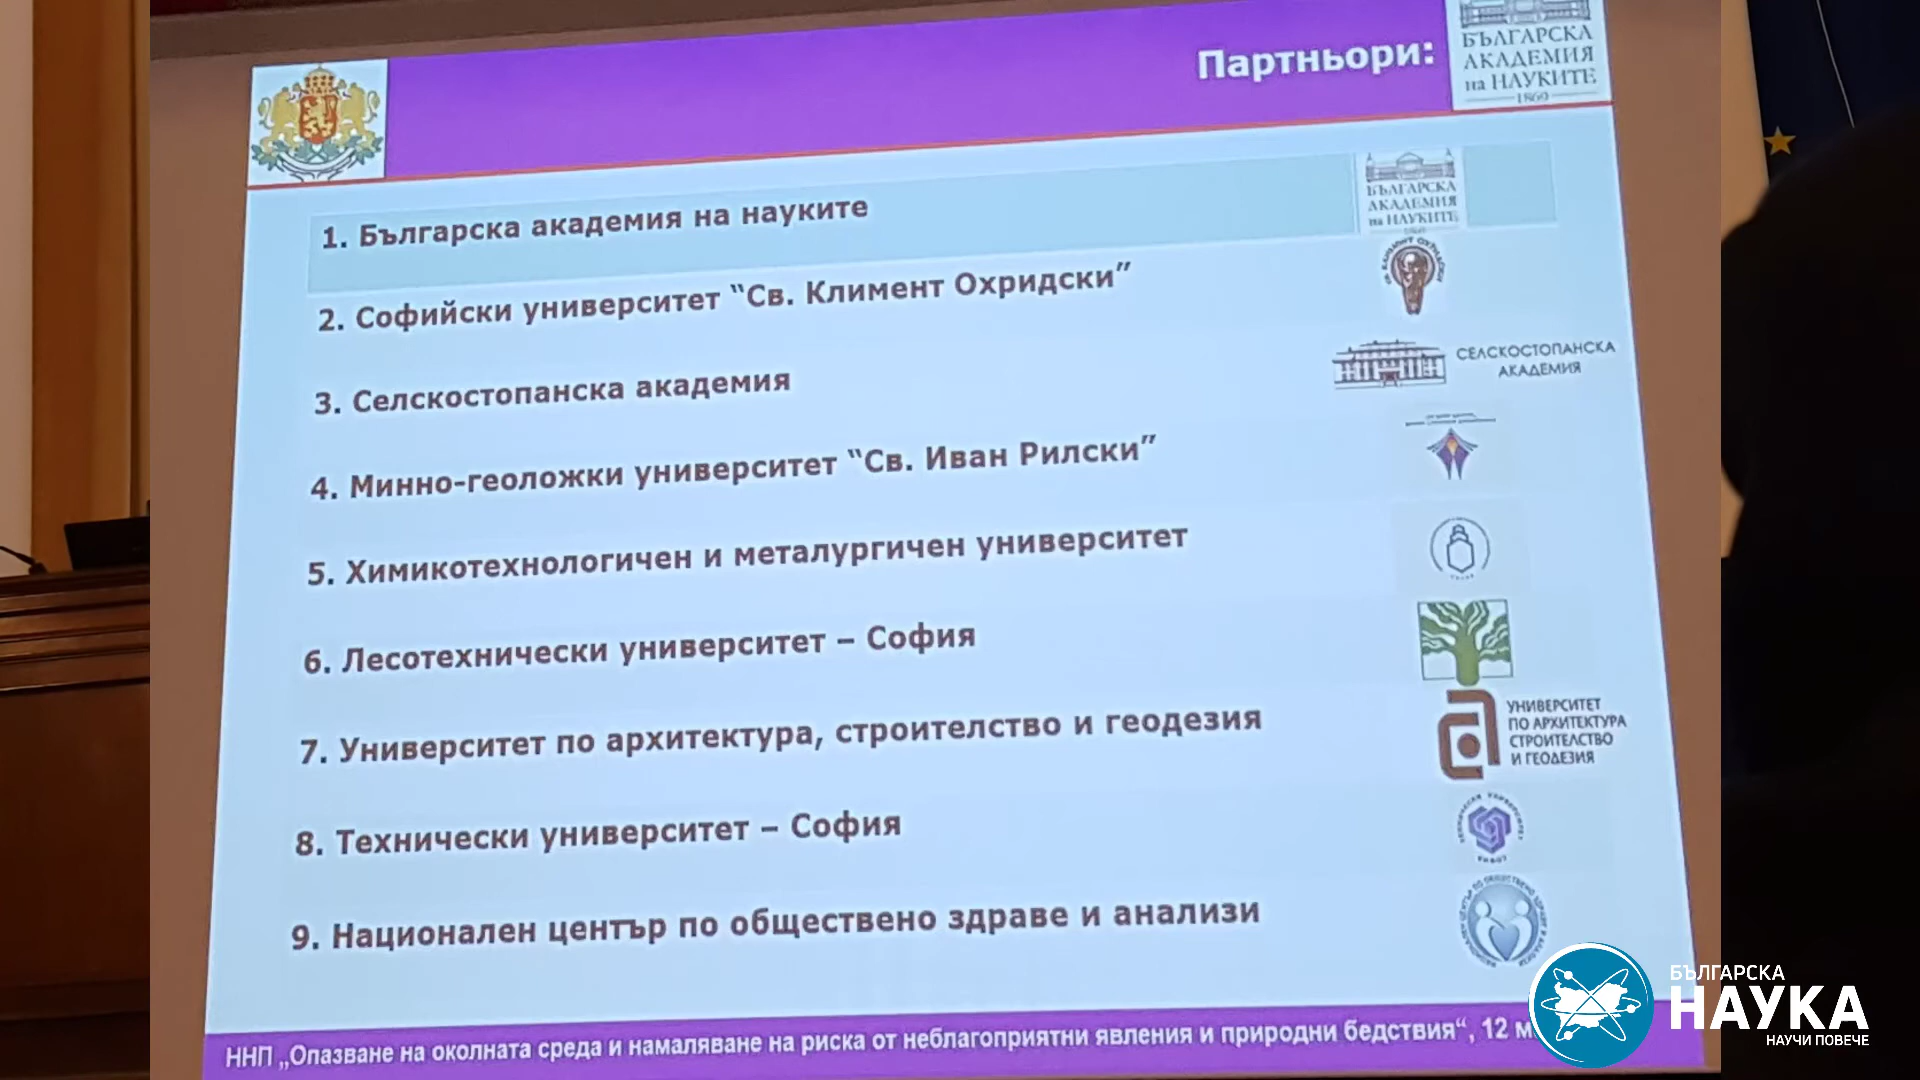 Партньори:
БЪЛГАРСКА
АКАДЕМИЯ
на НАУКИТЕ
1869
1. Българска академия на науките
БЪЛГАРСКА
АКАДЕМИЯ
на НАУКИТЕ
2. Софийски университет “Св. Климент Охридски”
3. Селскостопанска академия
СЕЛСКОСТОПАНСКА
АКАДЕМИЯ
4. Минно-геоложки университет “Св. Иван Рилски”
5. Химикотехнологичен и металургичен университет
6. Лесотехнически университет – София
7. Университет по архитектура, строителство и геодезия
УНИВЕРСИТЕТ
ПО АРХИТЕКТУРА
СТРОИТЕЛСТВО
И ГЕОДЕЗИЯ
8. Технически университет – София
9. Национален център по обществено здраве и анализи
ННП „Опазване на околната среда и намаляване на риска от неблагоприятни явления и природни бедствия“, 12
БЪЛГАРСКА
НАУКА
НАУЧИ ПОВЕЧЕ